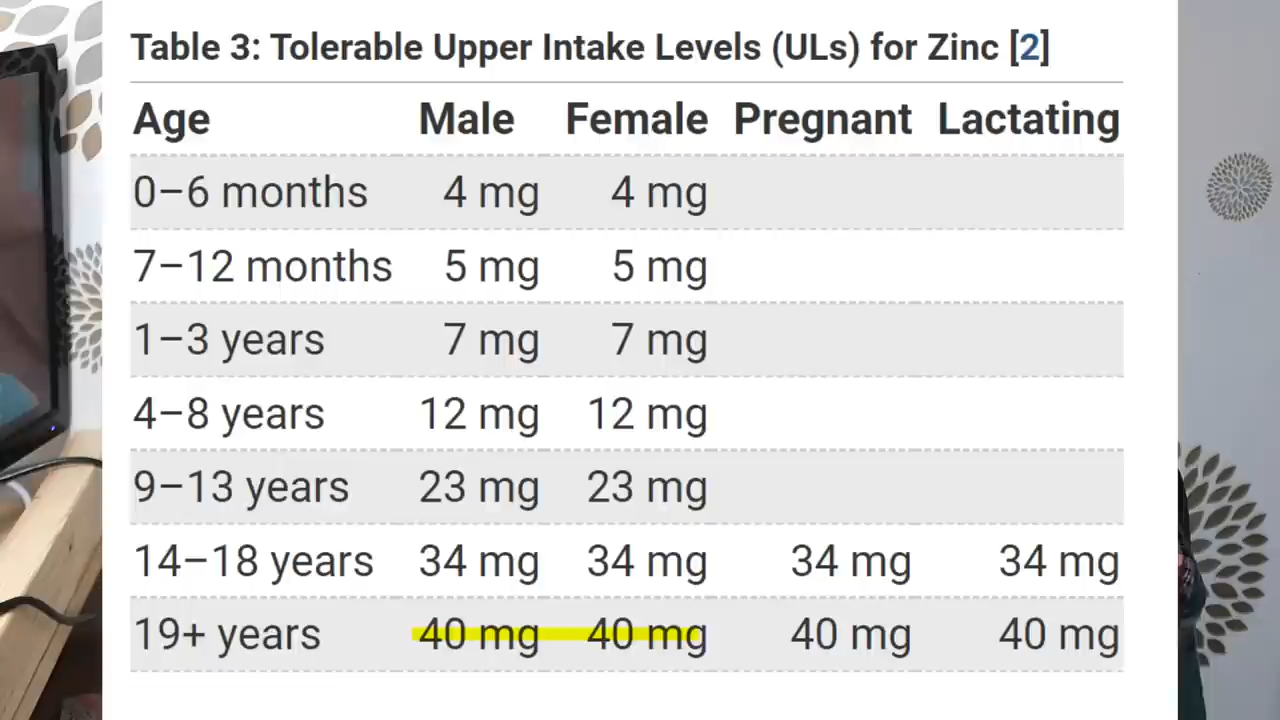 Table 3: Tolerable Upper Intake Levels (ULs) for Zinc [2]
Age Male Female Pregnant Lactating
0–6 months 4 mg 4 mg
7–12 months 5 mg 5 mg
1–3 years 7 mg 7 mg
4–8 years 12 mg 12 mg
9–13 years 23 mg 23 mg
14–18 years 34 mg 34 mg 34 mg 34 mg
19+ years 40 mg 40 mg 40 mg 40 mg